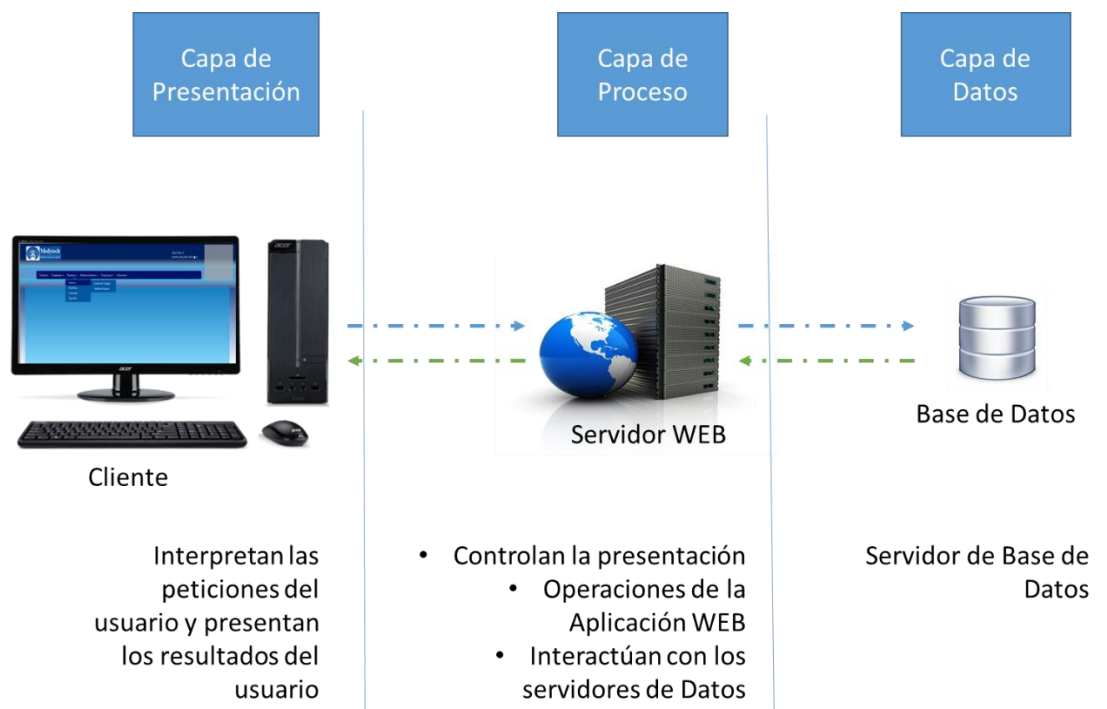 Capa de
Presentación
Capa de
Proceso
Capa de
Datos
acer
acer
Cliente
Servidor WEB
Base de Datos
Interpretan las
peticiones del
usuario y presentan
los resultados del
usuario
• Controlan la presentación
• Operaciones de la
Aplicación WEB
• Interactúan con los
servidores de Datos
Servidor de Base de
Datos